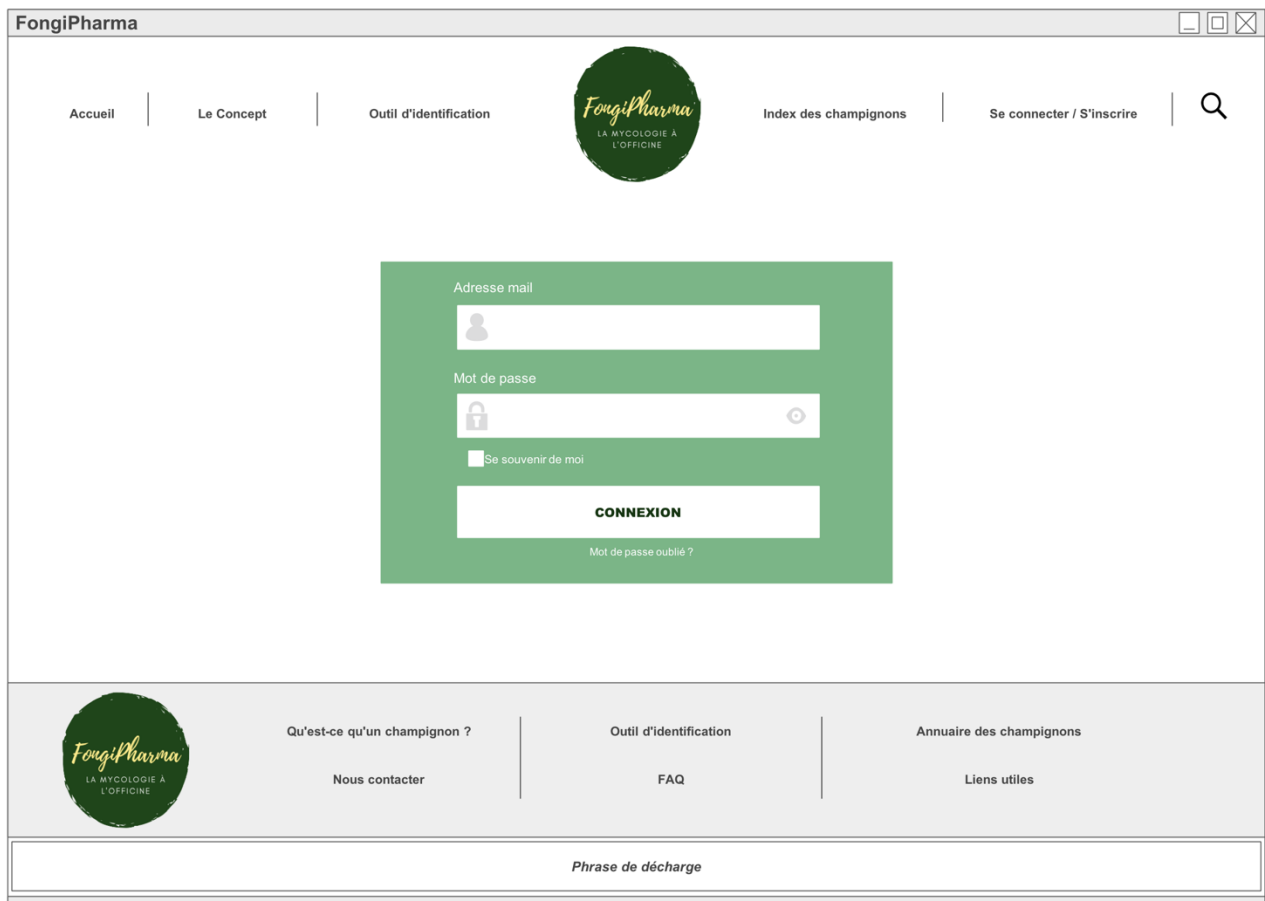 FongiPharma
Accueil
Le Concept
Outil d'identification
FongiPharma
LA MYCOLOGIE À
L'OFFICINE
Index des champignons
Se connecter / S'inscrire
Adresse mail
Mot de passe
Se souvenir de moi
CONNEXION
Mot de passe oublié ?
FongiPharma
LA MYCOLOGIE À
L'OFFICINE
Qu'est-ce qu'un champignon ?
Outil d'identification
Annuaire des champignons
Nous contacter
FAQ
Liens utiles
Phrase de décharge